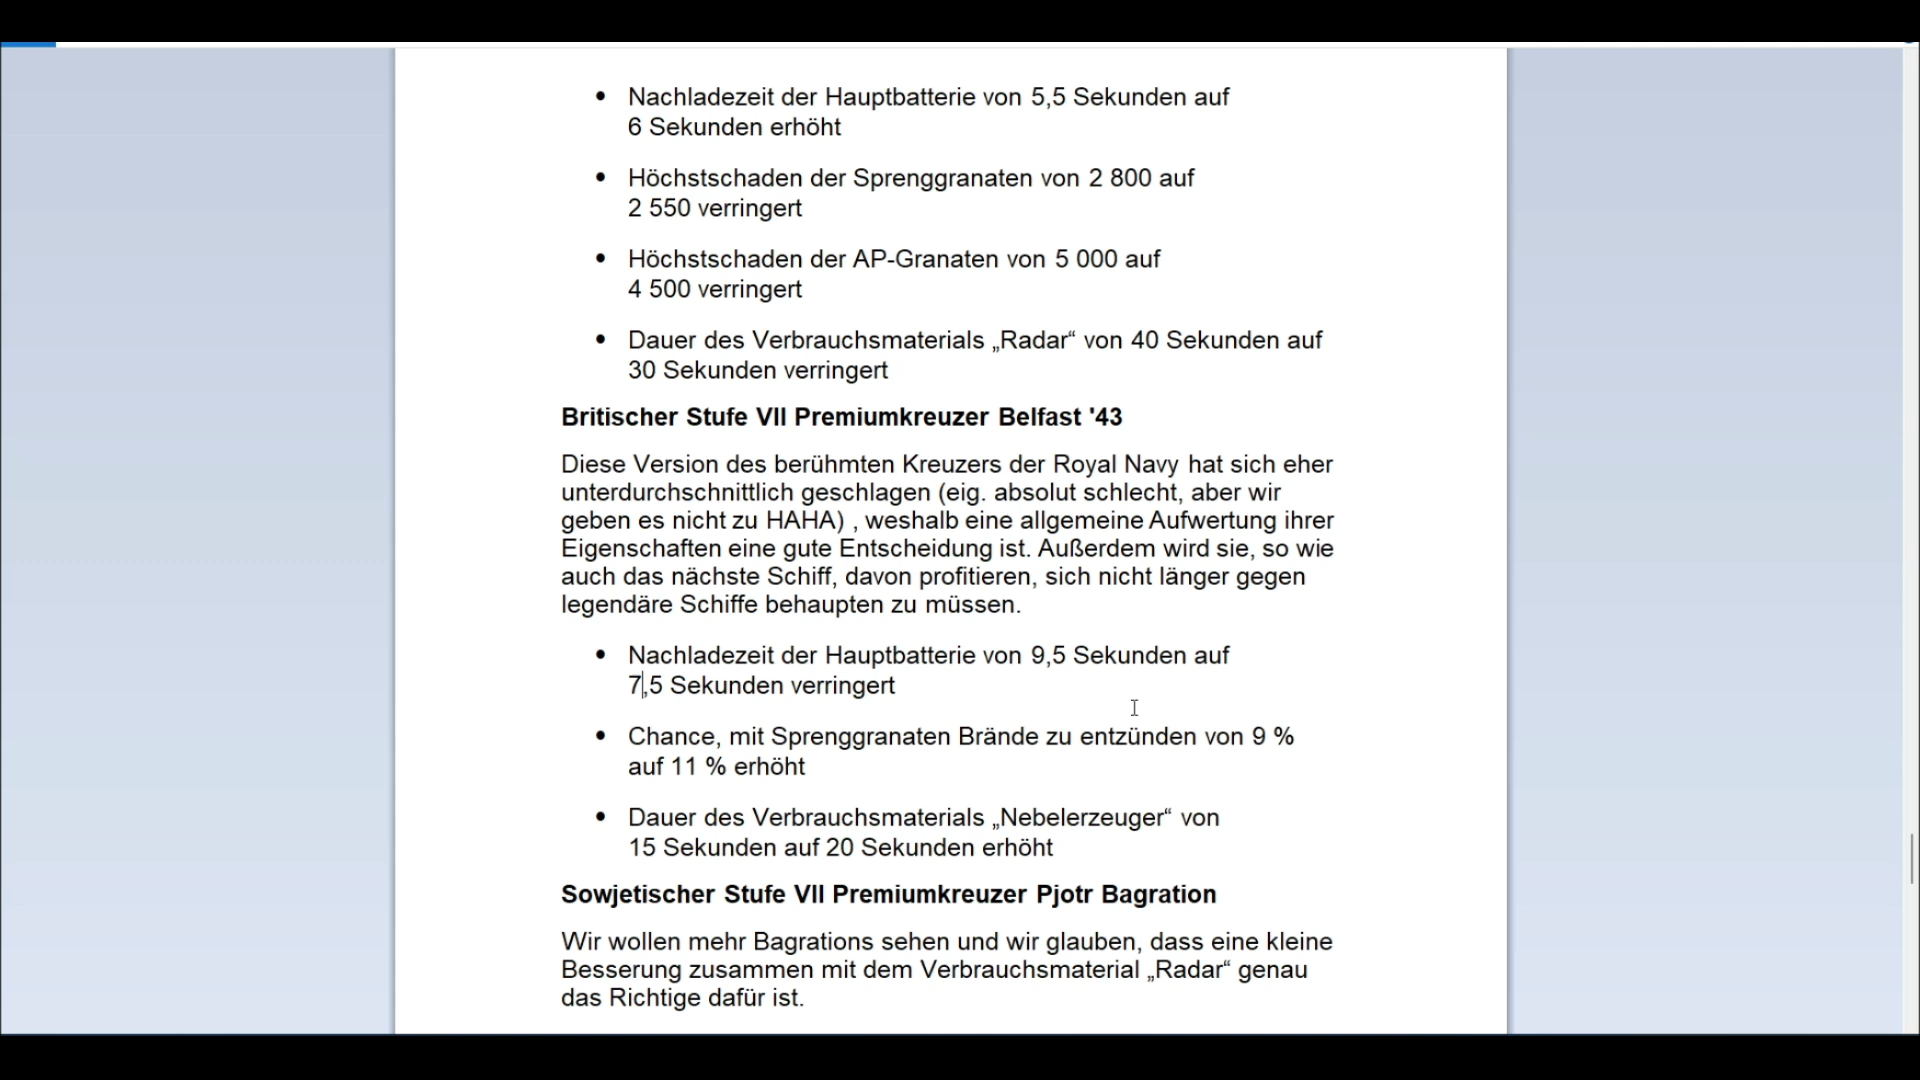 • Nachladezeit der Hauptbatterie von 5,5 Sekunden auf
6 Sekunden erhöht
• Höchstschaden der Sprenggranaten von 2 800 auf
2 550 verringert
• Höchstschaden der AP-Granaten von 5 000 auf
4 500 verringert
• Dauer des Verbrauchsmaterials „Radar“ von 40 Sekunden auf
30 Sekunden verringert
Britischer Stufe VII Premiumkreuzer Belfast '43
Diese Version des berühmten Kreuzers der Royal Navy hat sich eher
unterdurchschnittlich geschlagen (eig. absolut schlecht, aber wir
geben es nicht zu HAHA) , weshalb eine allgemeine Aufwertung ihrer
Eigenschaften eine gute Entscheidung ist. Außerdem wird sie, so wie
auch das nächste Schiff, davon profitieren, sich nicht länger gegen
legendäre Schiffe behaupten zu müssen.
• Nachladezeit der Hauptbatterie von 9,5 Sekunden auf
7,5 Sekunden verringert
• Chance, mit Sprenggranaten Brände zu entzünden von 9 %
auf 11 % erhöht
• Dauer des Verbrauchsmaterials „Nebelerzeuger“ von
15 Sekunden auf 20 Sekunden erhöht
Sowjetischer Stufe VII Premiumkreuzer Pjotr Bagration
Wir wollen mehr Bagrations sehen und wir glauben, dass eine kleine
Besserung zusammen mit dem Verbrauchsmaterial „Radar“ genau
das Richtige dafür ist.